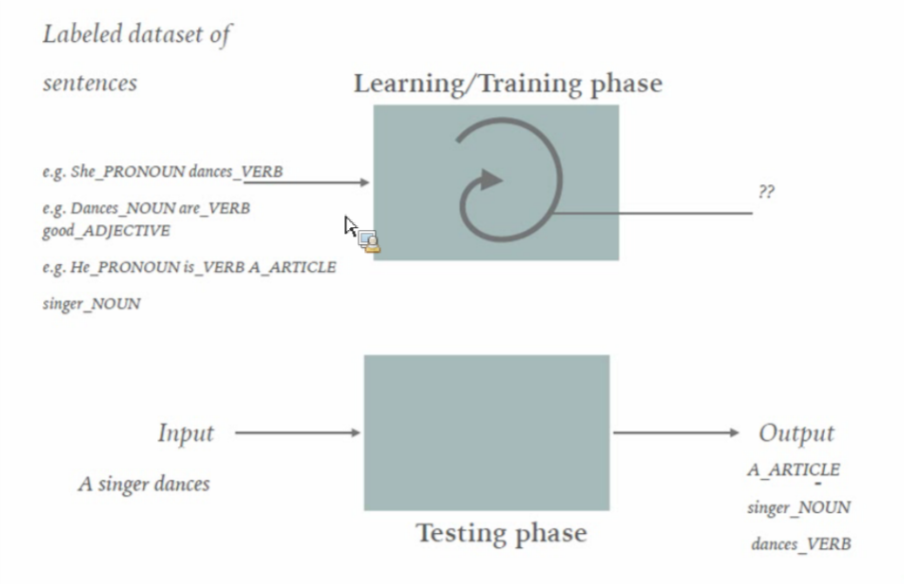 Labeled dataset of
sentences
Learning/Training phase
e.g. She_PRONOUN dances_VERB
e.g. Dances_NOUN are_VERB
good_ADJECTIVE
e.g. He_PRONOUN is_VERB A_ARTICLE
singer_NOUN
??
Input
A singer dances
Testing phase
Output
A_ARTICLE
singer_NOUN
dances_VERB